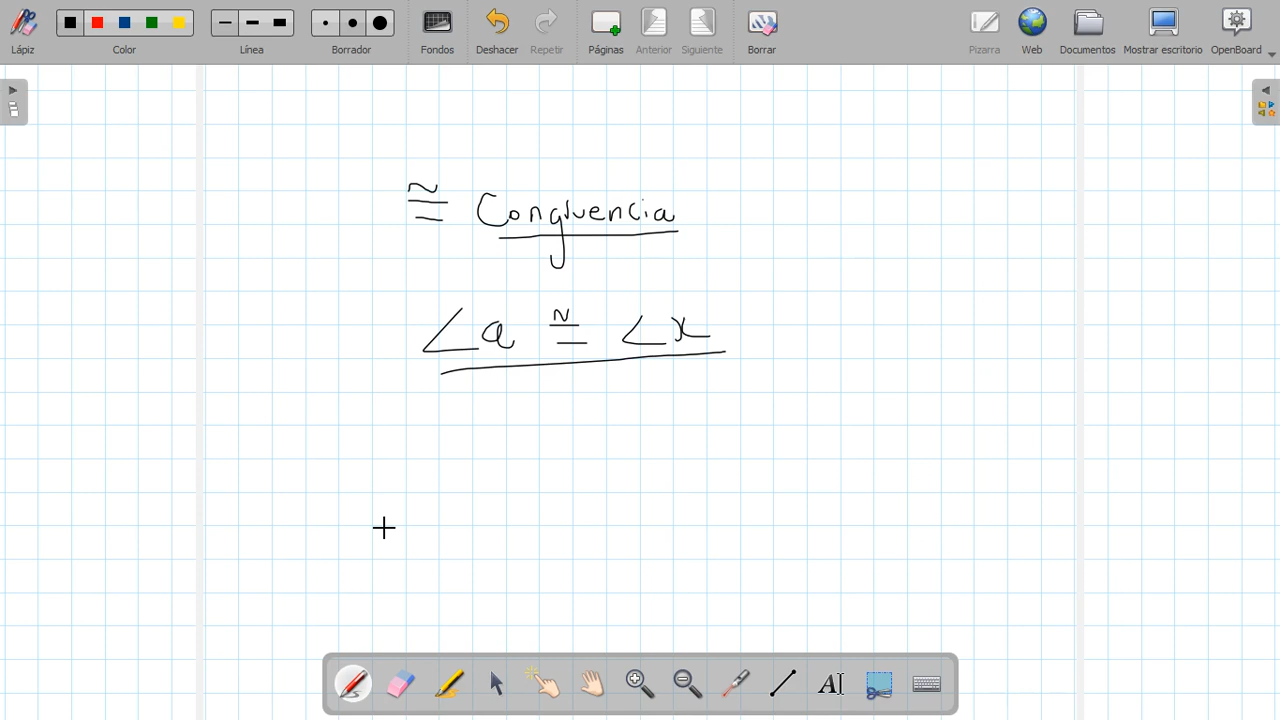 Lápiz Color Línea Borrador Fondos Deshacer Repetir Páginas Anterior Siguiente Borrar Pizarra Web Documentos Mostrar escritorio OpenBoard
≅ Congruencia
∠a ≅ ∠x